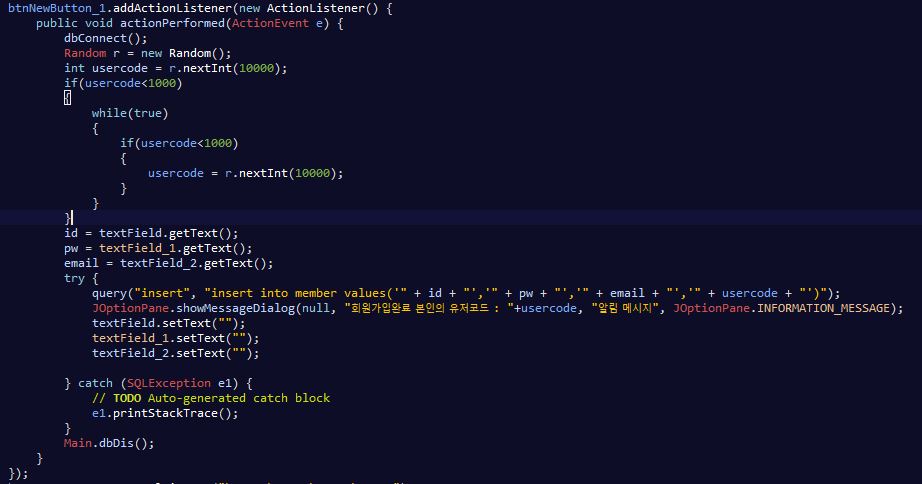 btnNewButton_1.addActionListener(new ActionListener() {
public void actionPerformed(ActionEvent e) {
dbConnect();
Random r = new Random();
int usercode = r.nextInt(10000);
if(usercode<1000)
{
while(true)
{
if(usercode<1000)
{
usercode = r.nextInt(10000);
}
}
}
id = textField.getText();
pw = textField_1.getText();
email = textField_2.getText();
try {
query("insert", "insert into member values('" + id + "','" + pw + "','" + email + "','" + usercode + "')");
JOptionPane.showMessageDialog(null, "회원가입완료 본인의 유저코드 : "+usercode, "알림 메시지", JOptionPane.INFORMATION_MESSAGE);
textField.setText("");
textField_1.setText("");
textField_2.setText("");
} catch (SQLException e1) {
// TODO Auto-generated catch block
e1.printStackTrace();
}
Main.dbDis();
}
});